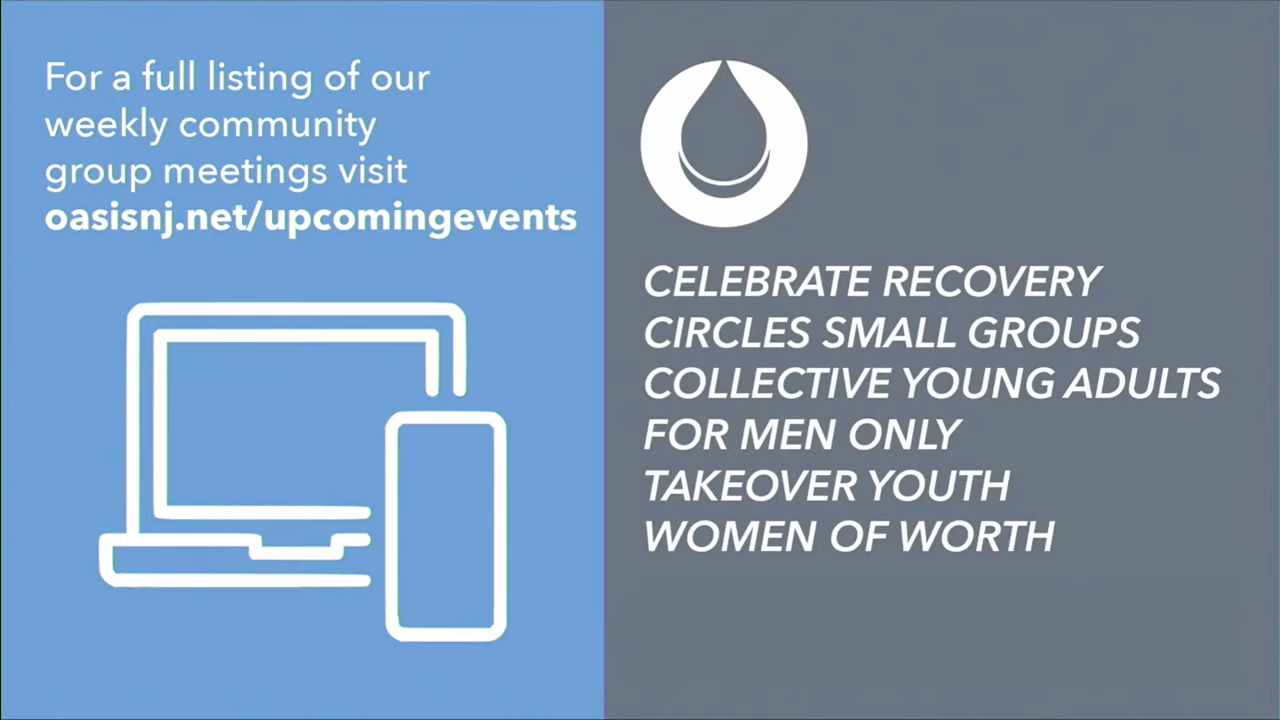 For a full listing of our
weekly community
group meetings visit
oasisnj.net/upcomingevents
CELEBRATE RECOVERY
CIRCLES SMALL GROUPS
COLLECTIVE YOUNG ADULTS
FOR MEN ONLY
TAKEOVER YOUTH
WOMEN OF WORTH